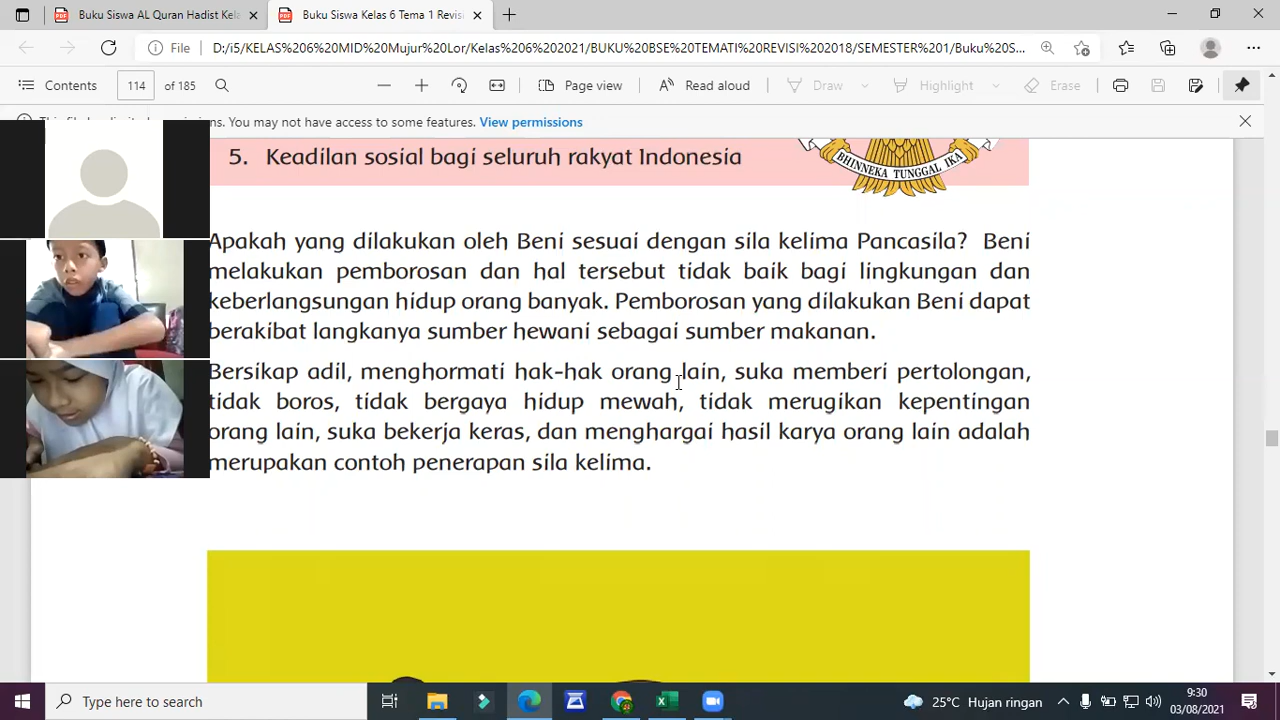 Buku Siswa AL Quran Hadist Kel
Buku Siswa Kelas 6 Tema 1 Revisi
File
D:/i5/KELAS%206%20MID%20Mujur%20Lor/Kelas%206%202021/BUKU%20BSE%20TEMATI%20REVISI%202018/SEMESTER%201/Buku%20S...
Contents
114 of 185
Page view
Read aloud
Draw
Highlight
Erase
You may not have access to some features. View permissions
5. Keadilan sosial bagi seluruh rakyat Indonesia
BHINNEKA TUNGGAL IKA
Apakah yang dilakukan oleh Beni sesuai dengan sila kelima Pancasila? Beni
melakukan pemborosan dan hal tersebut tidak baik bagi lingkungan dan
keberlangsungan hidup orang banyak. Pemborosan yang dilakukan Beni dapat
berakibat langkanya sumber hewani sebagai sumber makanan.
Bersikap adil, menghormati hak-hak orang lain, suka memberi pertolongan,
tidak boros, tidak bergaya hidup mewah, tidak merugikan kepentingan
orang lain, suka bekerja keras, dan menghargai hasil karya orang lain adalah
merupakan contoh penerapan sila kelima.
Type here to search
25°C Hujan ringan
9:30
03/08/2021